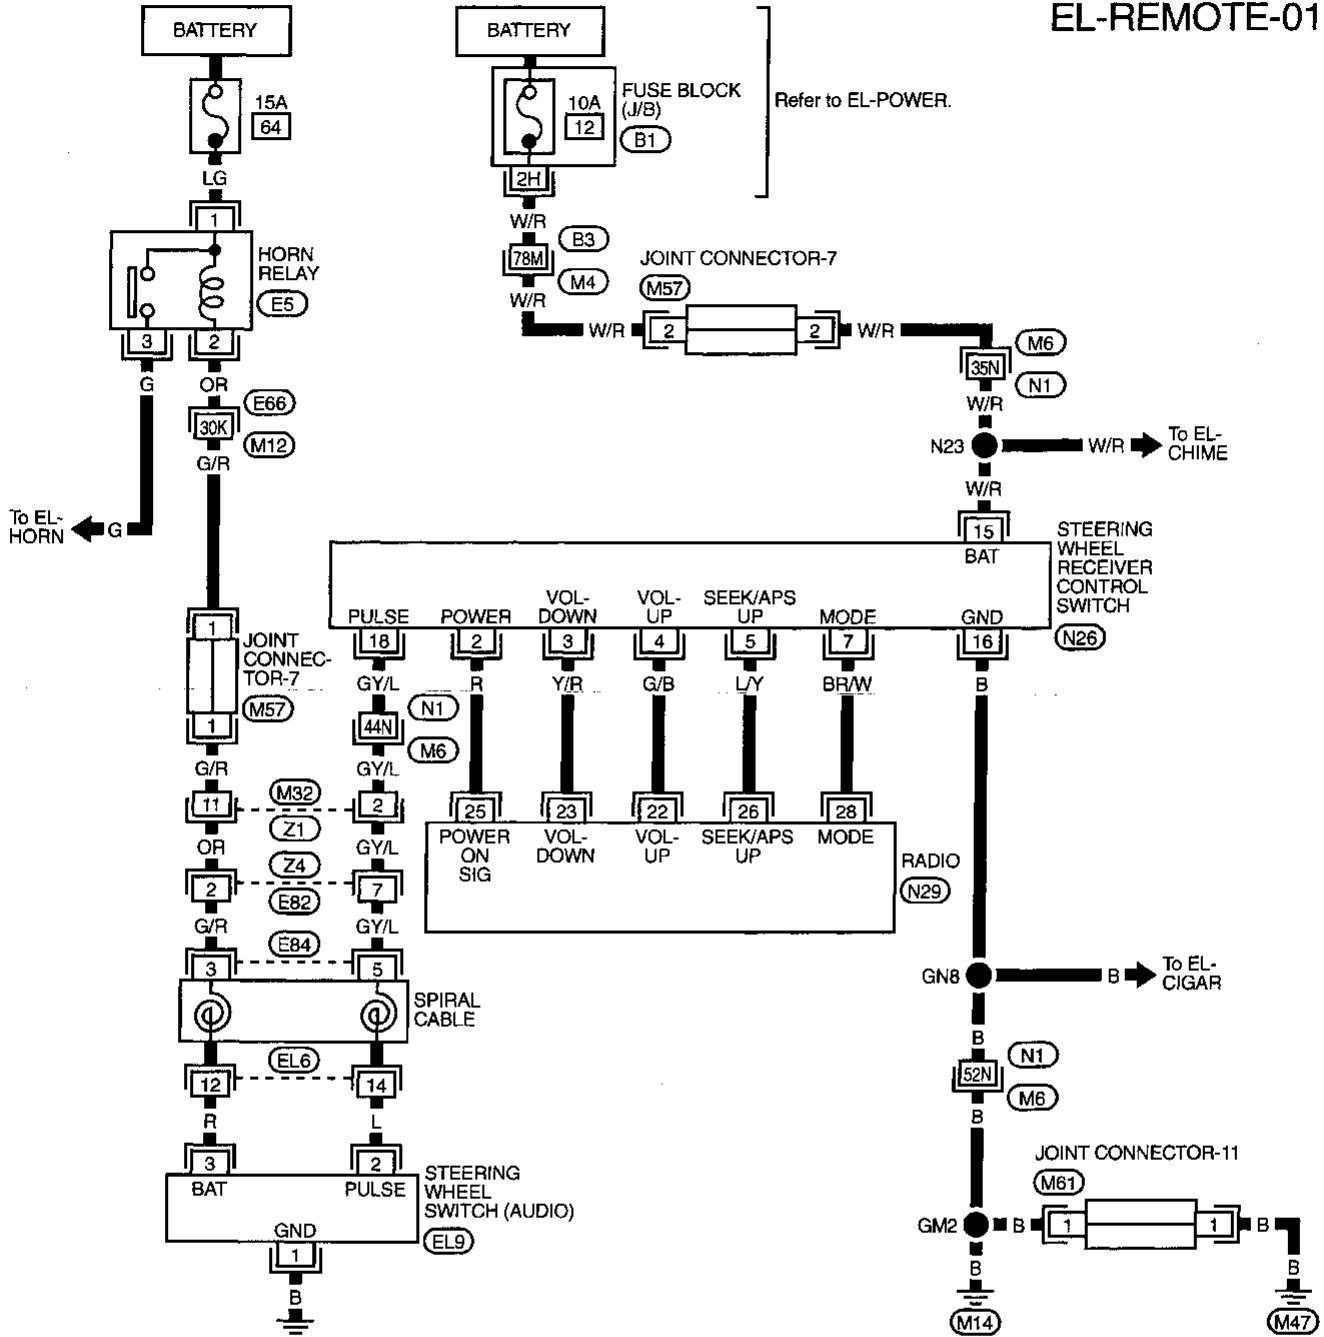 EL-REMOTE-01
BATTERY
BATTERY
15A
64
10A
12
FUSE BLOCK
(J/B)
B1
Refer to EL-POWER.
LG
2H
1
W/R
HORN
RELAY
E5
B3
78M
M4
W/R
JOINT CONNECTOR-7
M57
W/R
2
2
W/R
3
2
M6
35N
N1
G
OR
W/R
E66
30K
M12
N23
W/R
To EL-
CHIME
G/R
W/R
To EL-
HORN
G
15
BAT
STEERING
WHEEL
RECEIVER
CONTROL
SWITCH
N26
PULSE
POWER
VOL-
DOWN
VOL-
UP
SEEK/APS
UP
MODE
GND
18
2
3
4
5
7
16
1
JOINT
CONNEC-
TOR-7
M57
1
GY/L
R
Y/R
G/B
L/Y
BR/W
B
N1
44N
M6
G/R
GY/L
M32
11
2
Z1
25
23
22
26
28
POWER
ON
SIG
VOL-
DOWN
VOL-
UP
SEEK/APS
UP
MODE
RADIO
N29
OR
GY/L
Z4
2
7
E82
G/R
GY/L
E84
3
5
SPIRAL
CABLE
GN8
B
To EL-
CIGAR
B
N1
52N
M6
B
EL6
12
14
R
L
3
2
BAT
PULSE
STEERING
WHEEL
SWITCH (AUDIO)
EL9
GND
1
B
JOINT CONNECTOR-11
M61
GM2
B
1
1
B
B
B
M14
M47